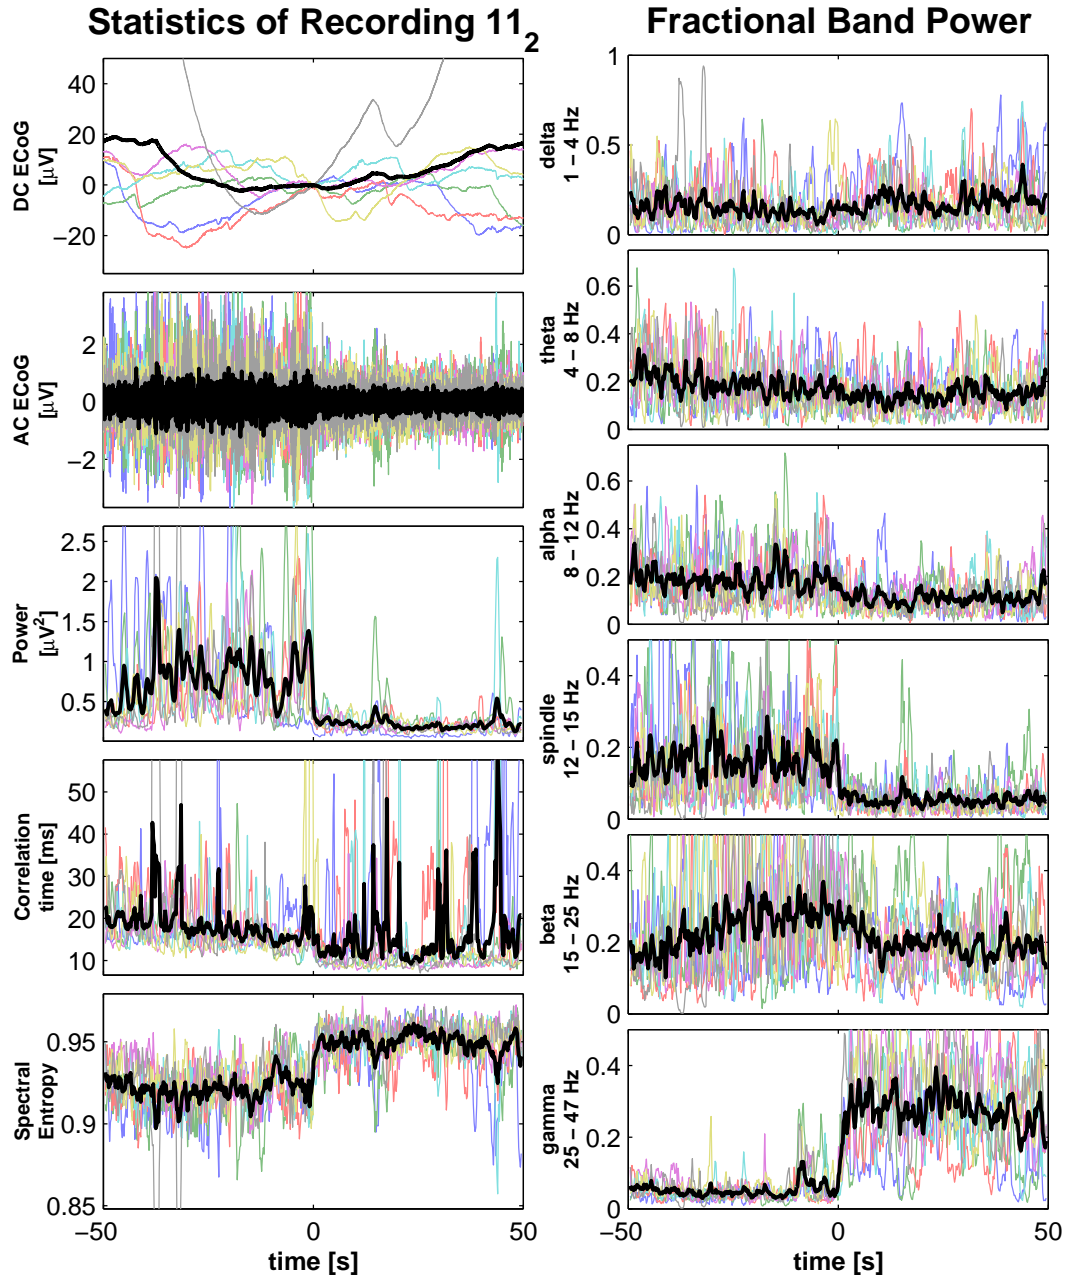 Statistics of Recording 11_2
Fractional Band Power
DC ECoG
[µV]
20
0
−20
AC ECoG
[µV]
2
0
−2
Power
[µV²]
2.5
2
1.5
1
0.5
Correlation
time [ms]
50
40
30
20
10
Spectral
Entropy
0.95
0.9
0.85
−50
0
50
time [s]
delta
1 − 4 Hz
1
0.5
0
theta
4 − 8 Hz
0.6
0.4
0.2
0
alpha
8 − 12 Hz
0.6
0.4
0.2
0
spindle
12 − 15 Hz
0.4
0.2
0
beta
15 − 25 Hz
0.4
0.2
0
gamma
25 − 47 Hz
0.4
0.2
0
−50
0
50
time [s]